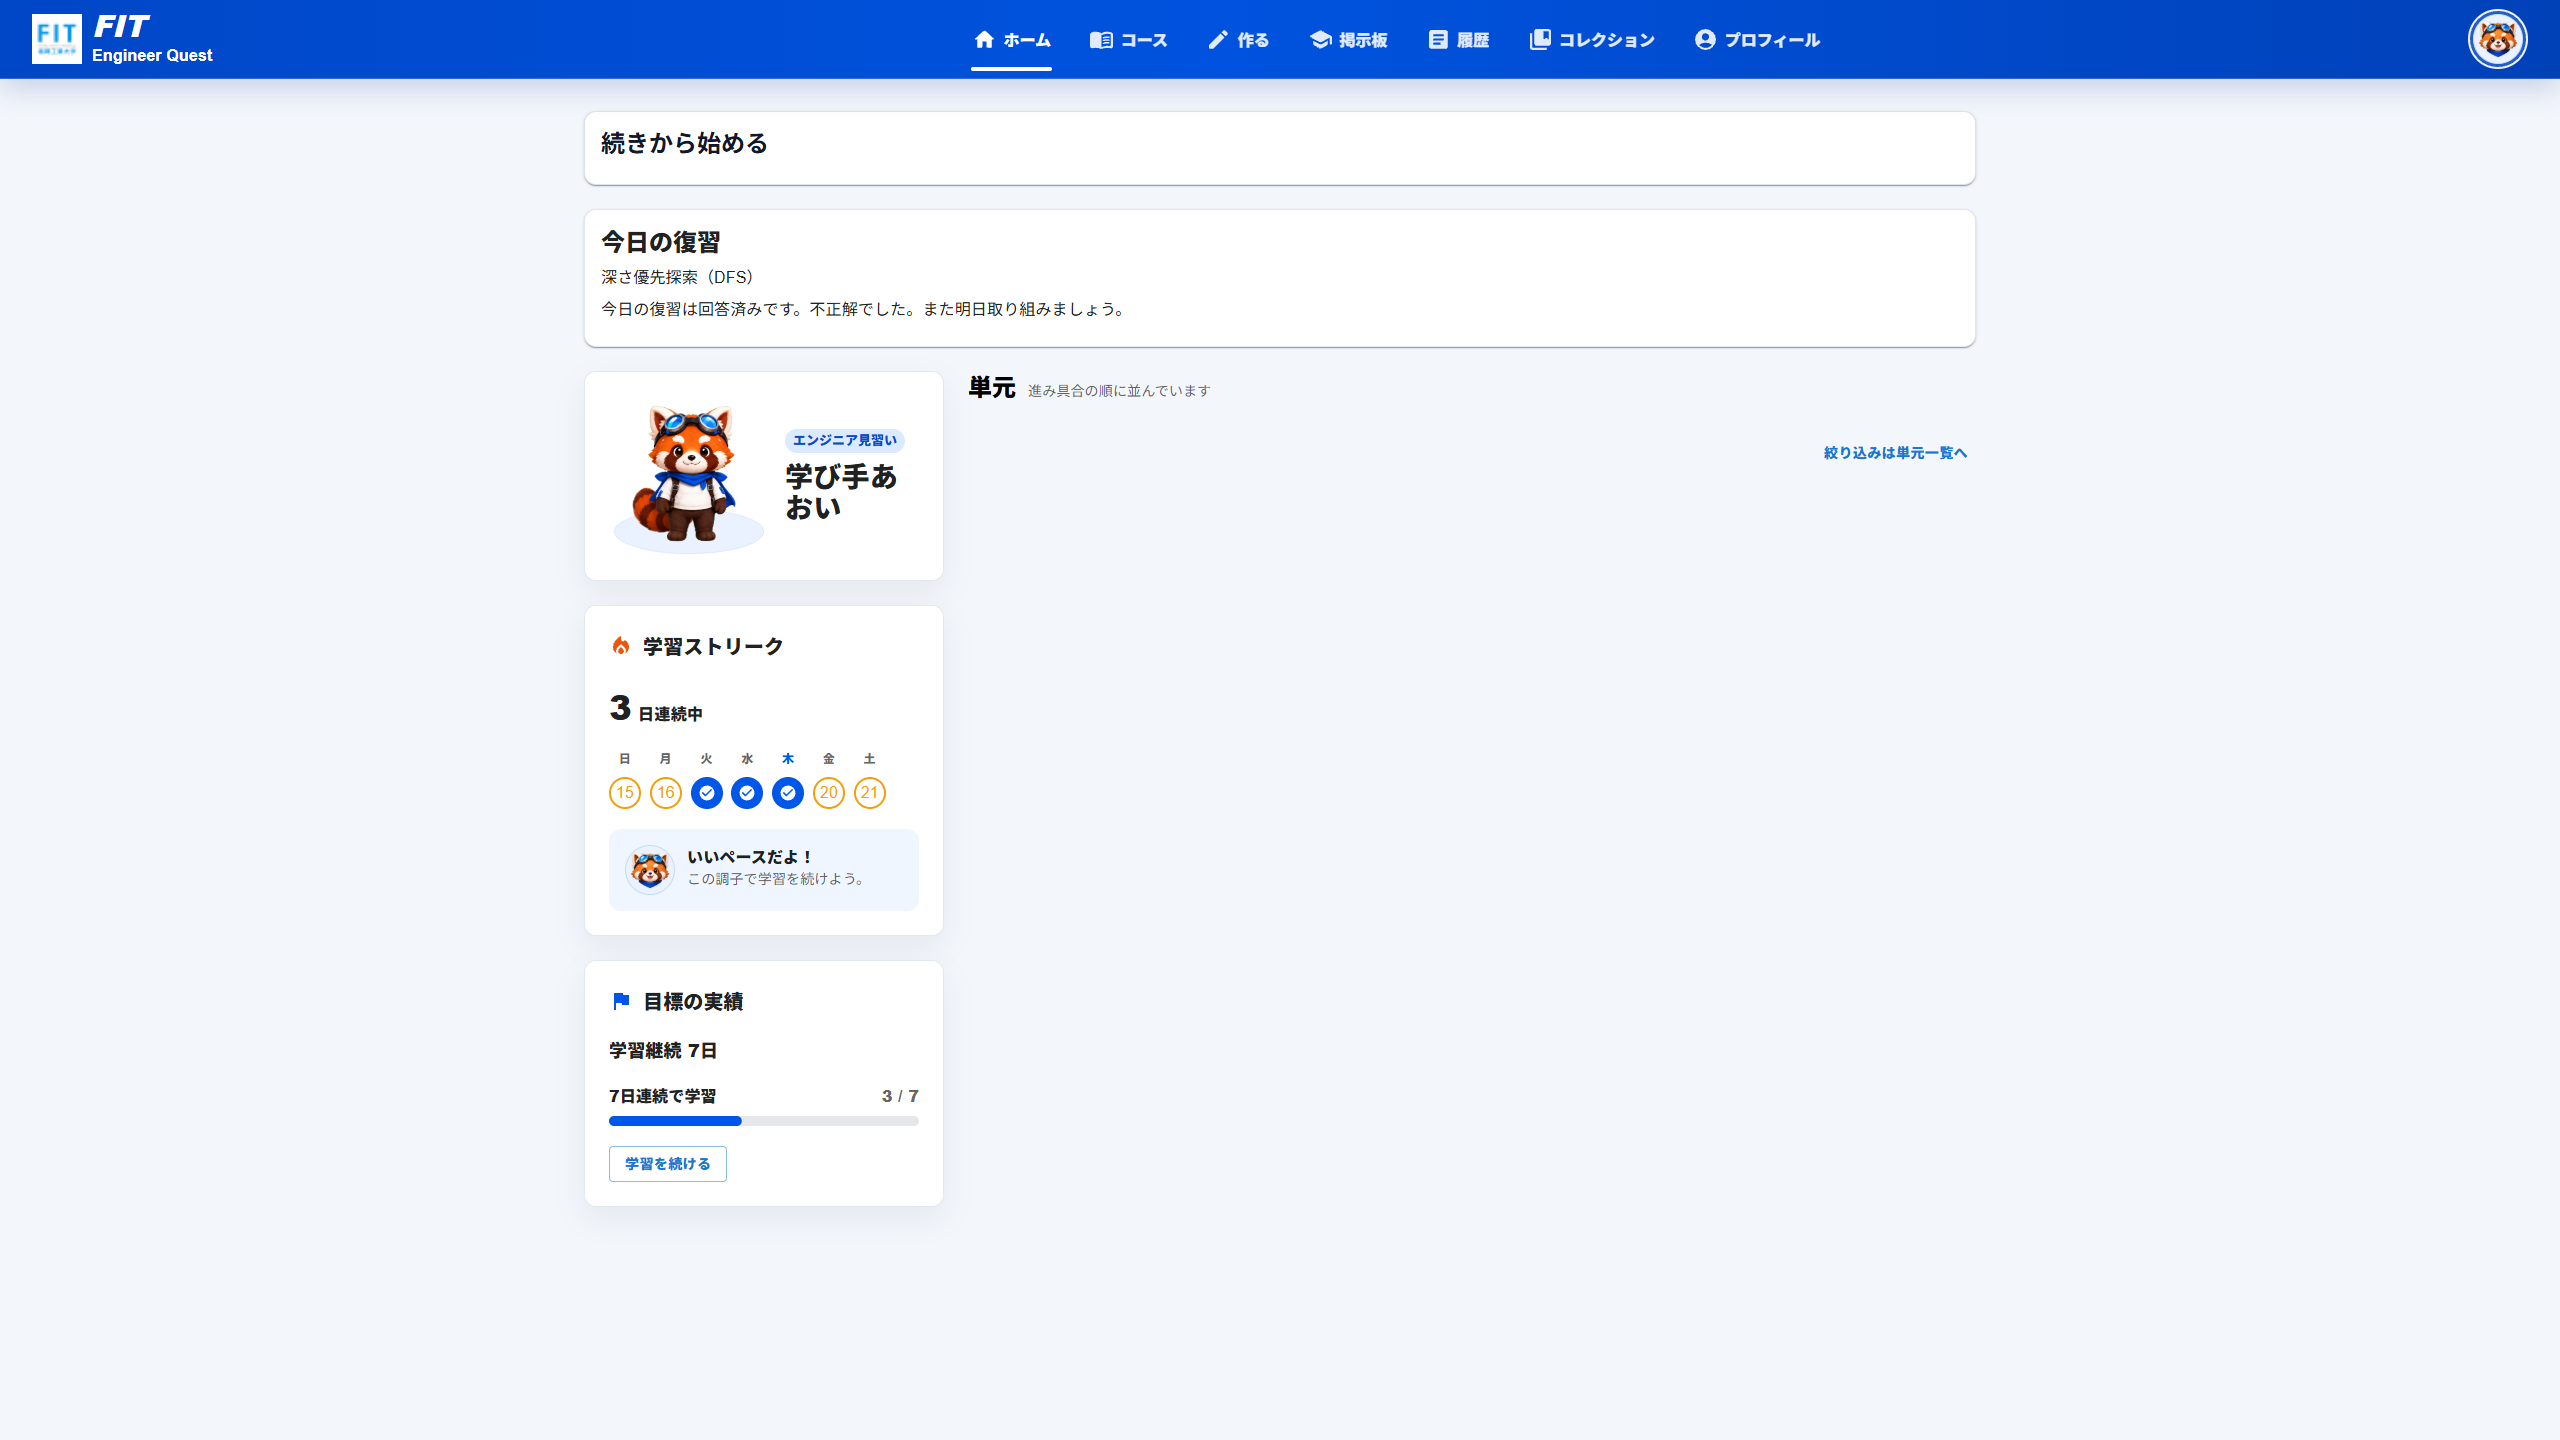 FIT
FIT
Engineer Quest
ホーム
コース
作る
掲示板
履歴
コレクション
プロフィール
続きから始める
今日の復習
深さ優先探索（DFS）
今日の復習は回答済みです。不正解でした。また明日取り組みましょう。
エンジニア見習い
学び手あ
おい
単元 進み具合の順に並んでいます
絞り込みは単元一覧へ
学習ストリーク
3 日連続中
日 月 火 水 木 金 土
15 16 20 21
いいペースだよ！
この調子で学習を続けよう。
目標の実績
学習継続 7日
7日連続で学習 3 / 7
学習を続ける